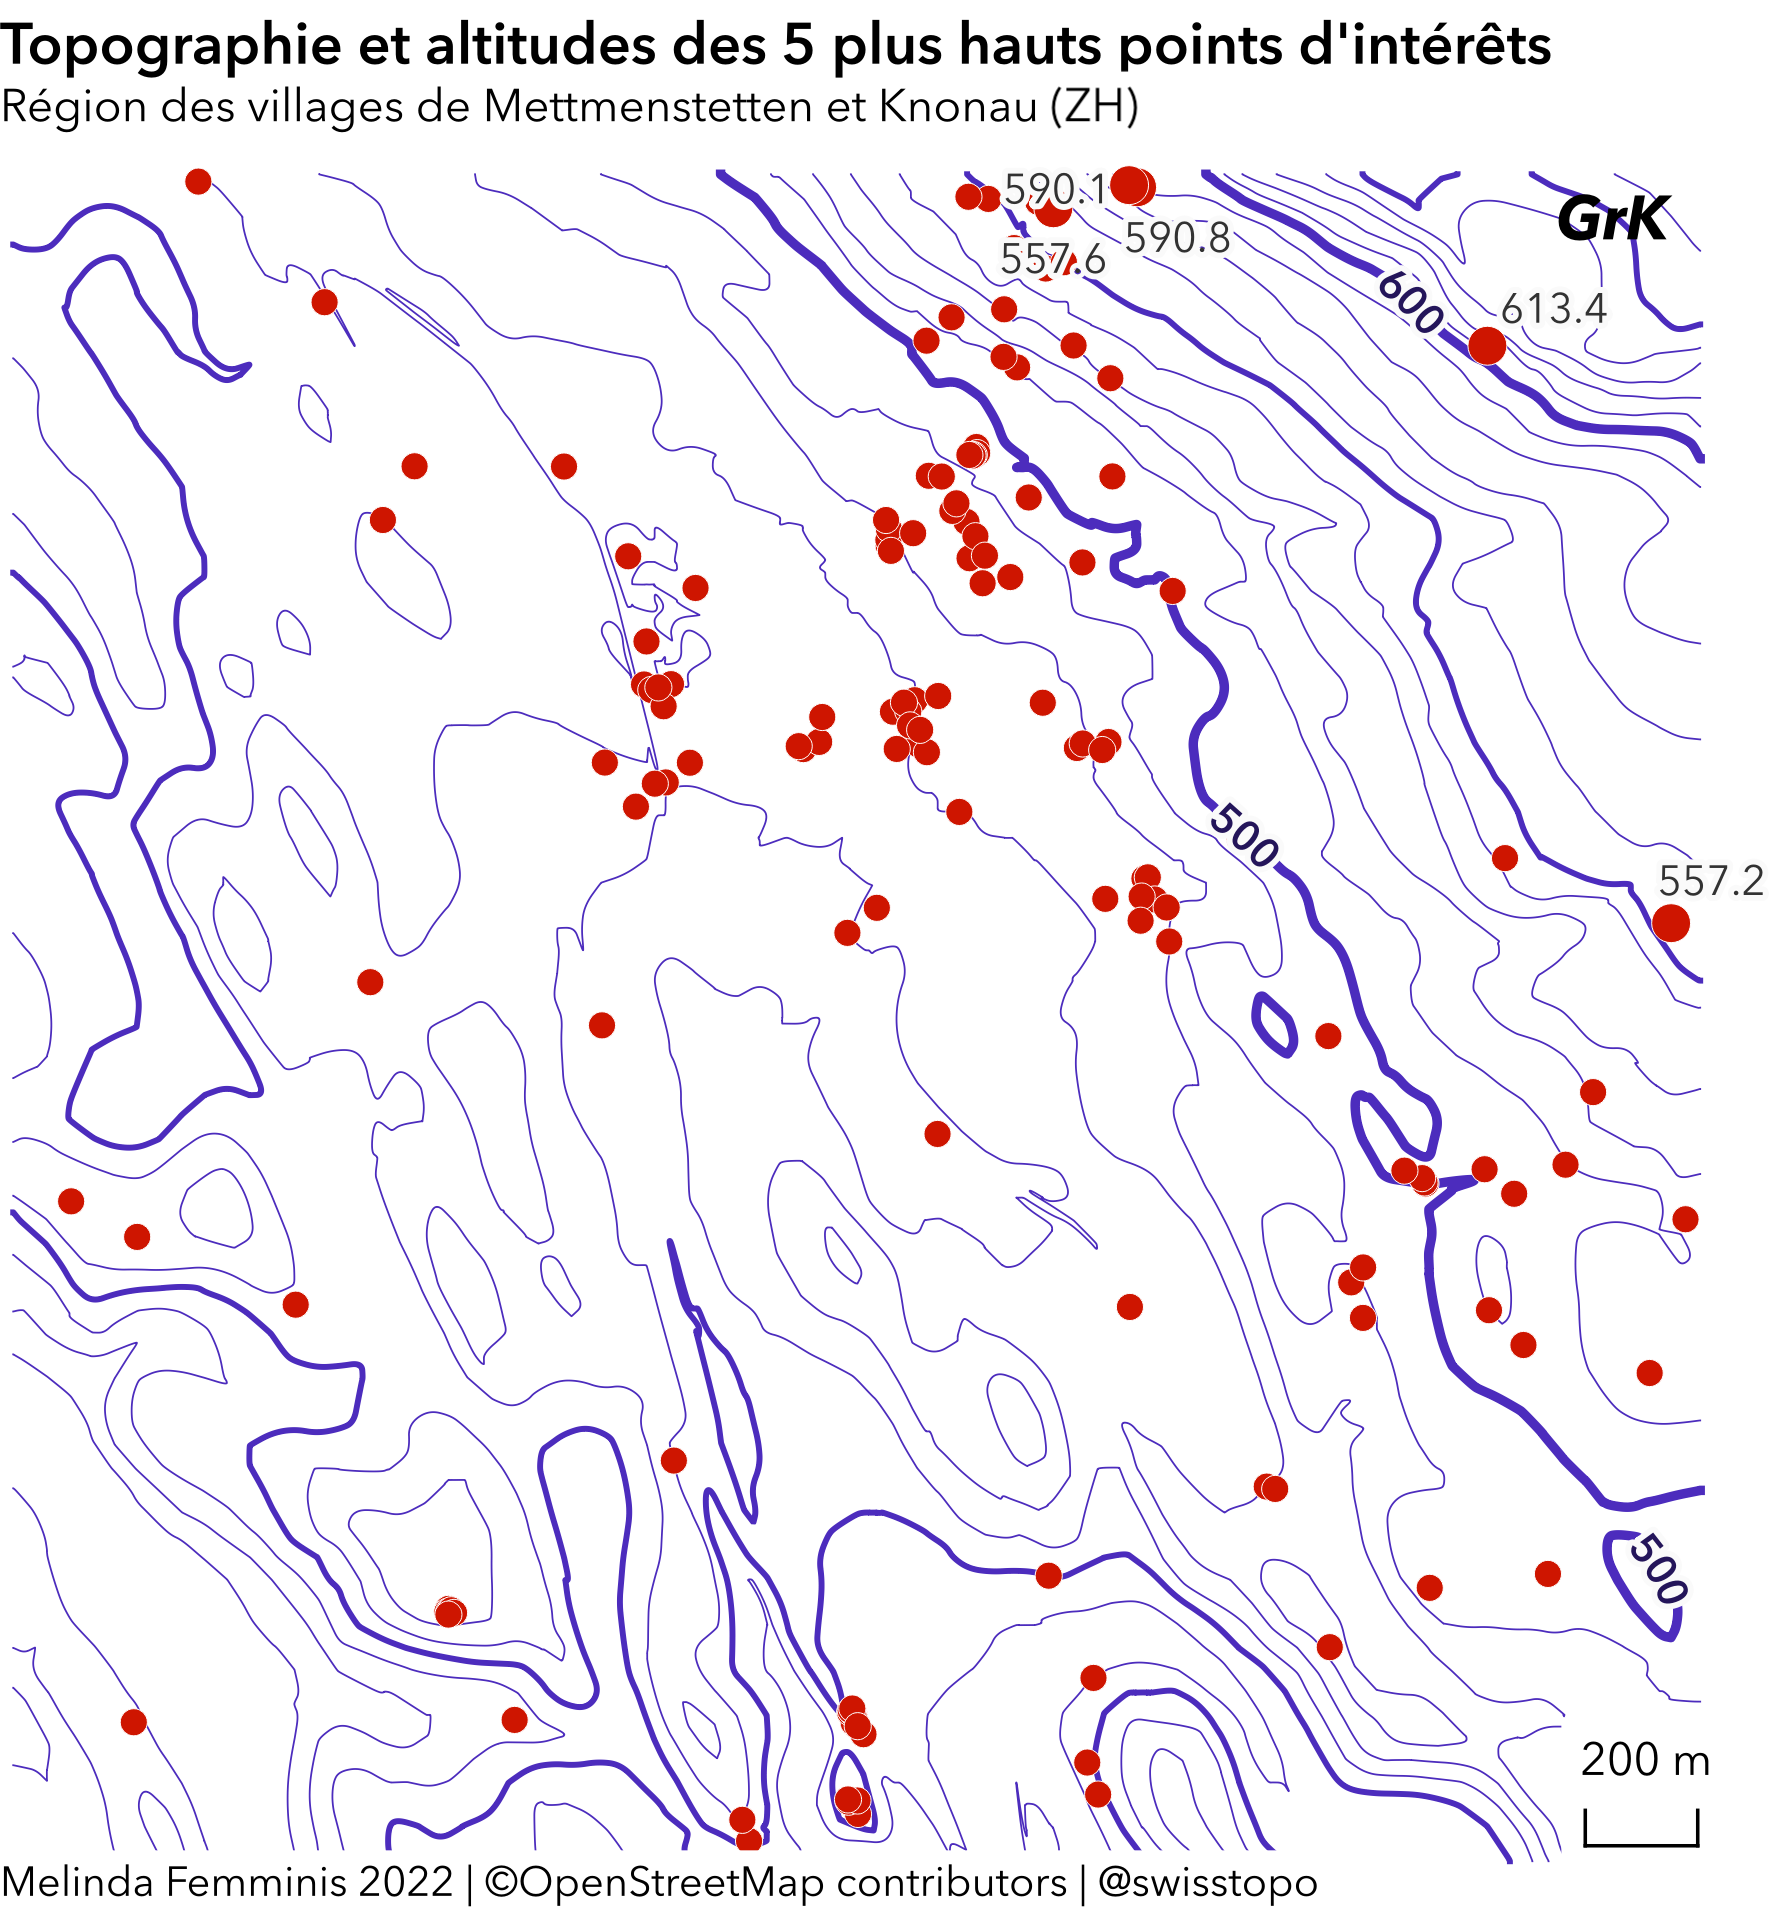 Topographie et altitudes des 5 plus hauts points d'intérêts
Région des villages de Mettmenstetten et Knonau (ZH)
590.1
GrK
590.8
557.6
600
613.4
500
557.2
500
200 m
Melinda Femminis 2022 | ©OpenStreetMap contributors | @swisstopo